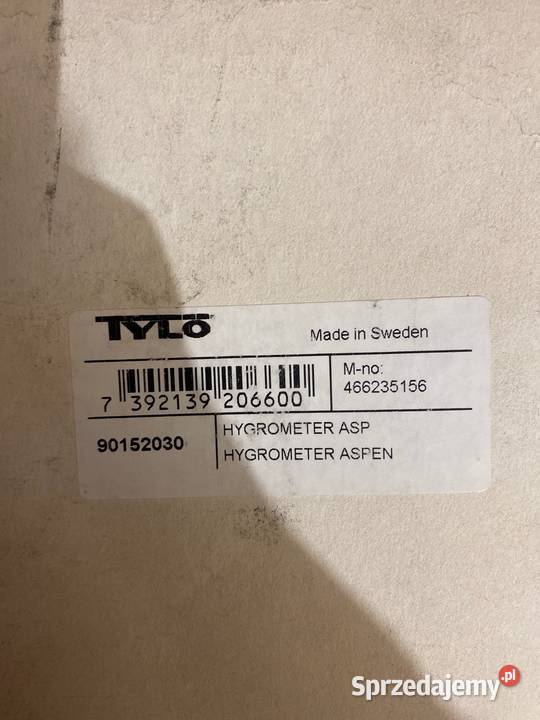 TYLÖ
Made in Sweden
7 392139 206600
M-no:
466235156
90152030
HYGROMETER ASP
HYGROMETER ASPEN
Sprzedajemy.pl